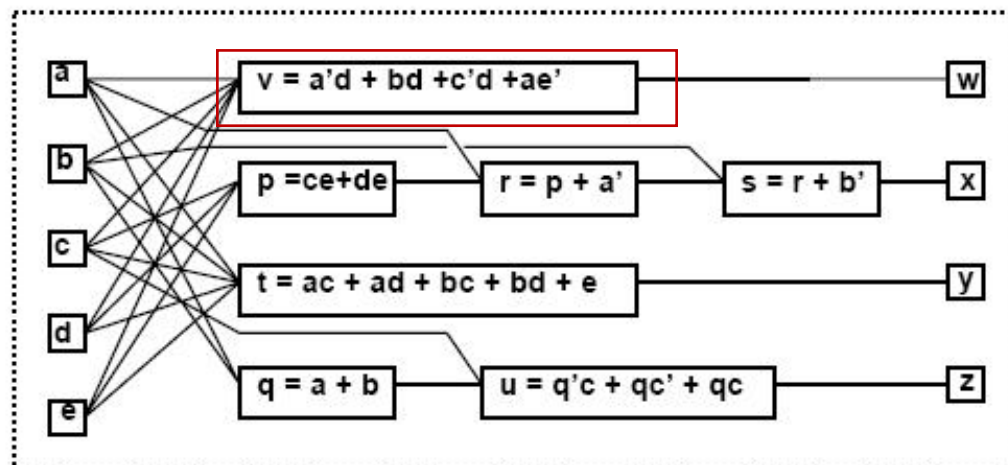 a
v = a’d + bd +c’d +ae’
w
b
p =ce+de
r = p + a’
s = r + b’
x
c
t = ac + ad + bc + bd + e
y
d
q = a + b
u = q’c + qc’ + qc
z
e